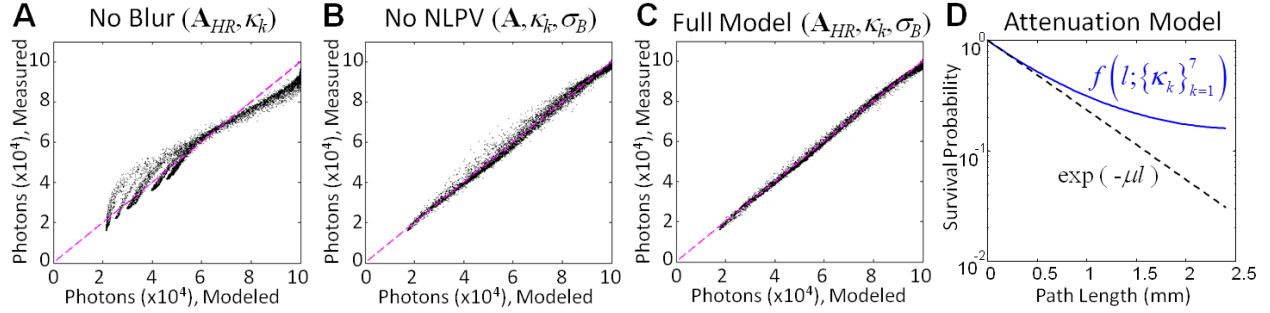 A No Blur (A_HR, κ_k)
Photons (x10⁴), Measured
10
8
6
4
2
0
0 2 4 6 8 10
Photons (x10⁴), Modeled
B No NLPV (A, κ_k, σ_B)
Photons (x10⁴), Measured
10
8
6
4
2
0
0 2 4 6 8 10
Photons (x10⁴), Modeled
C Full Model (A_HR, κ_k, σ_B)
Photons (x10⁴), Measured
10
8
6
4
2
0
0 2 4 6 8 10
Photons (x10⁴), Modeled
D Attenuation Model
Survival Probability
10⁰
10⁻¹
10⁻²
f(l;{κ_k}⁷_{k=1})
exp(-μl)
0 0.5 1 1.5 2 2.5
Path Length (mm)